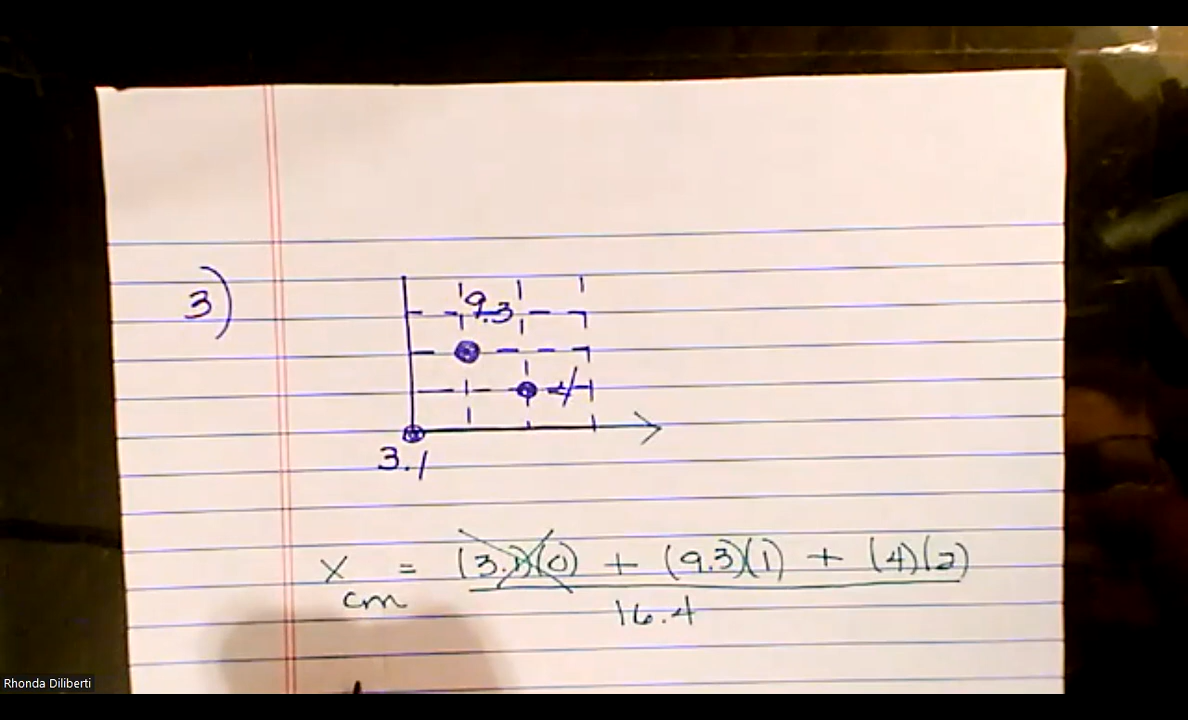 3)
9.3
4
3.1
x cm = (3.1)(0) + (9.3)(1) + (4)(2)
16.4
Rhonda Diliberti